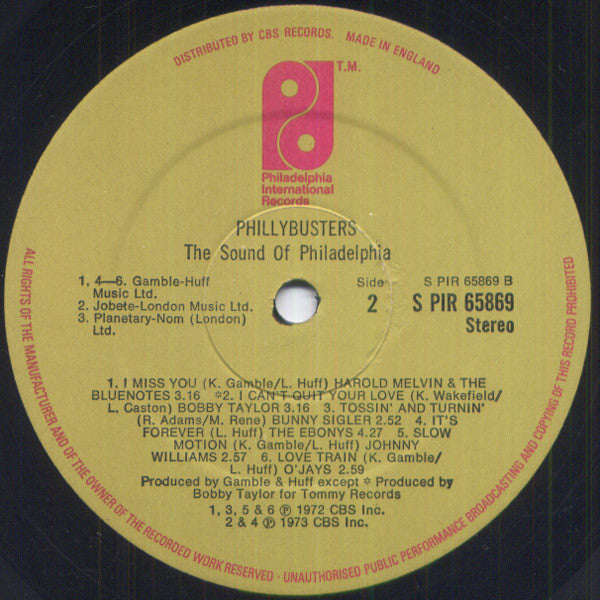 DISTRIBUTED BY CBS RECORDS. MADE IN ENGLAND
T.M.
Philadelphia
International
Records
PHILLYBUSTERS
The Sound Of Philadelphia
1, 4—6. Gamble-Huff
Music Ltd.
2. Jobete-London Music Ltd.
3. Planetary-Nom (London)
Ltd.
Side
2
S PIR 65869 B
S PIR 65869
Stereo
1. I MISS YOU (K. Gamble/L. Huff) HAROLD MELVIN & THE
BLUENOTES 3.16 *2. I CAN'T QUIT YOUR LOVE (K. Wakefield/
L. Caston) BOBBY TAYLOR 3.16 3. TOSSIN' AND TURNIN'
(R. Adams/M. Rene) BUNNY SIGLER 2.52 4. IT'S
FOREVER (L. Huff) THE EBONYS 4.27 5. SLOW
MOTION (K. Gamble/L. Huff) JOHNNY
WILLIAMS 2.57 6. LOVE TRAIN (K. Gamble/
L. Huff) O'JAYS 2.59
Produced by Gamble & Huff except * Produced by
Bobby Taylor for Tommy Records
1, 3, 5 & 6 Ⓟ 1972 CBS Inc.
2 & 4 Ⓟ 1973 CBS Inc.
ALL RIGHTS OF THE MANUFACTURER AND OF THE OWNER OF THE RECORDED WORK RESERVED - UNAUTHORISED PUBLIC PERFORMANCE BROADCASTING AND COPYING OF THIS RECORD PROHIBITED